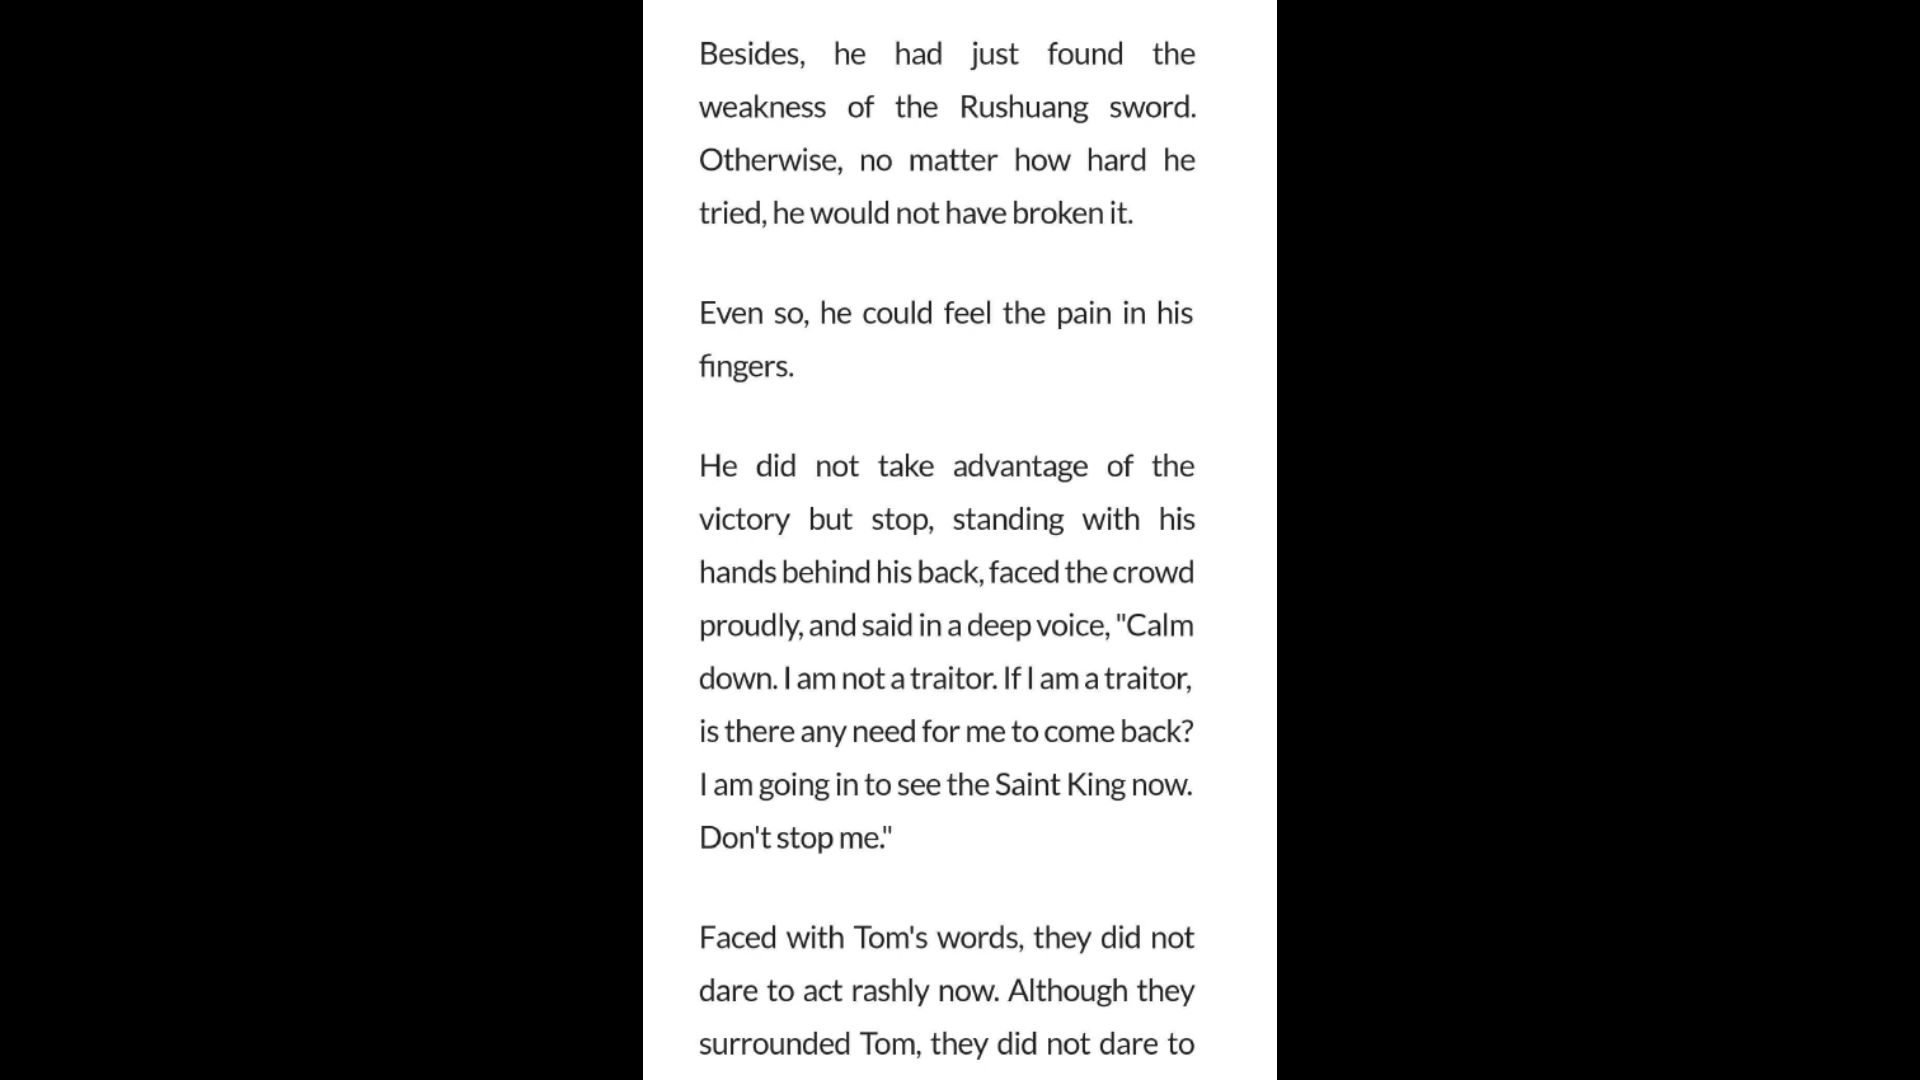 Besides, he had just found the
weakness of the Rushuang sword.
Otherwise, no matter how hard he
tried, he would not have broken it.
Even so, he could feel the pain in his
fingers.
He did not take advantage of the
victory but stop, standing with his
hands behind his back, faced the crowd
proudly, and said in a deep voice, "Calm
down. I am not a traitor. If I am a traitor,
is there any need for me to come back?
I am going in to see the Saint King now.
Don't stop me."
Faced with Tom's words, they did not
dare to act rashly now. Although they
surrounded Tom, they did not dare to